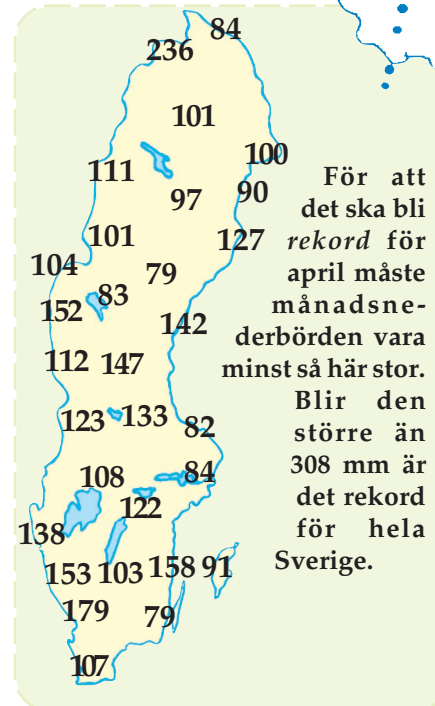 84
236
101
100
111
97
90
101
127
104
79
83
152
142
112
147
123
133
82
108
84
122
138
153
103
158
91
179
79
107
För att
det ska bli
rekord för
april måste
månadsne-
derbörden vara
minst så här stor.
Blir den
större än
308 mm är
det rekord
för hela
Sverige.